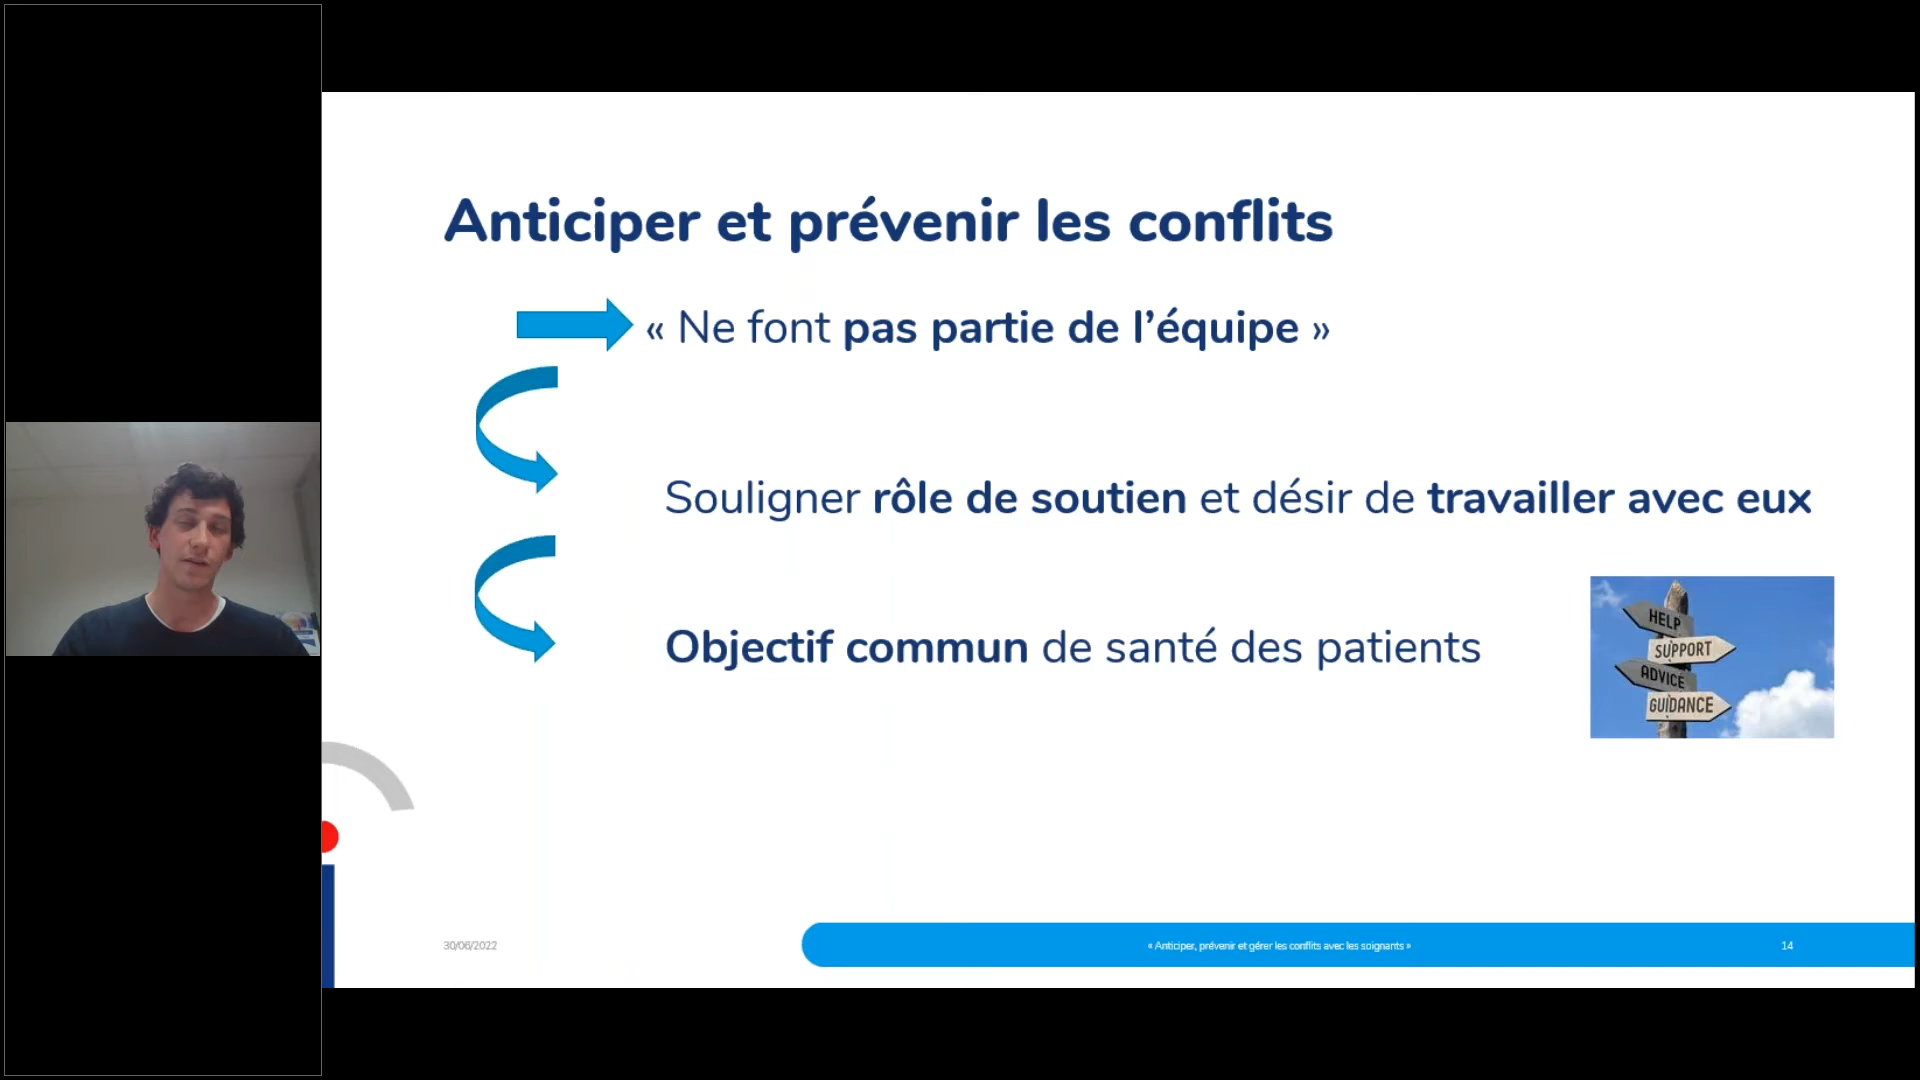 Anticiper et prévenir les conflits
« Ne font pas partie de l’équipe »
Souligner rôle de soutien et désir de travailler avec eux
Objectif commun de santé des patients
HELP
SUPPORT
ADVICE
GUIDANCE
30/06/2022
« Anticiper, prévenir et gérer les conflits avec les soignants »
14